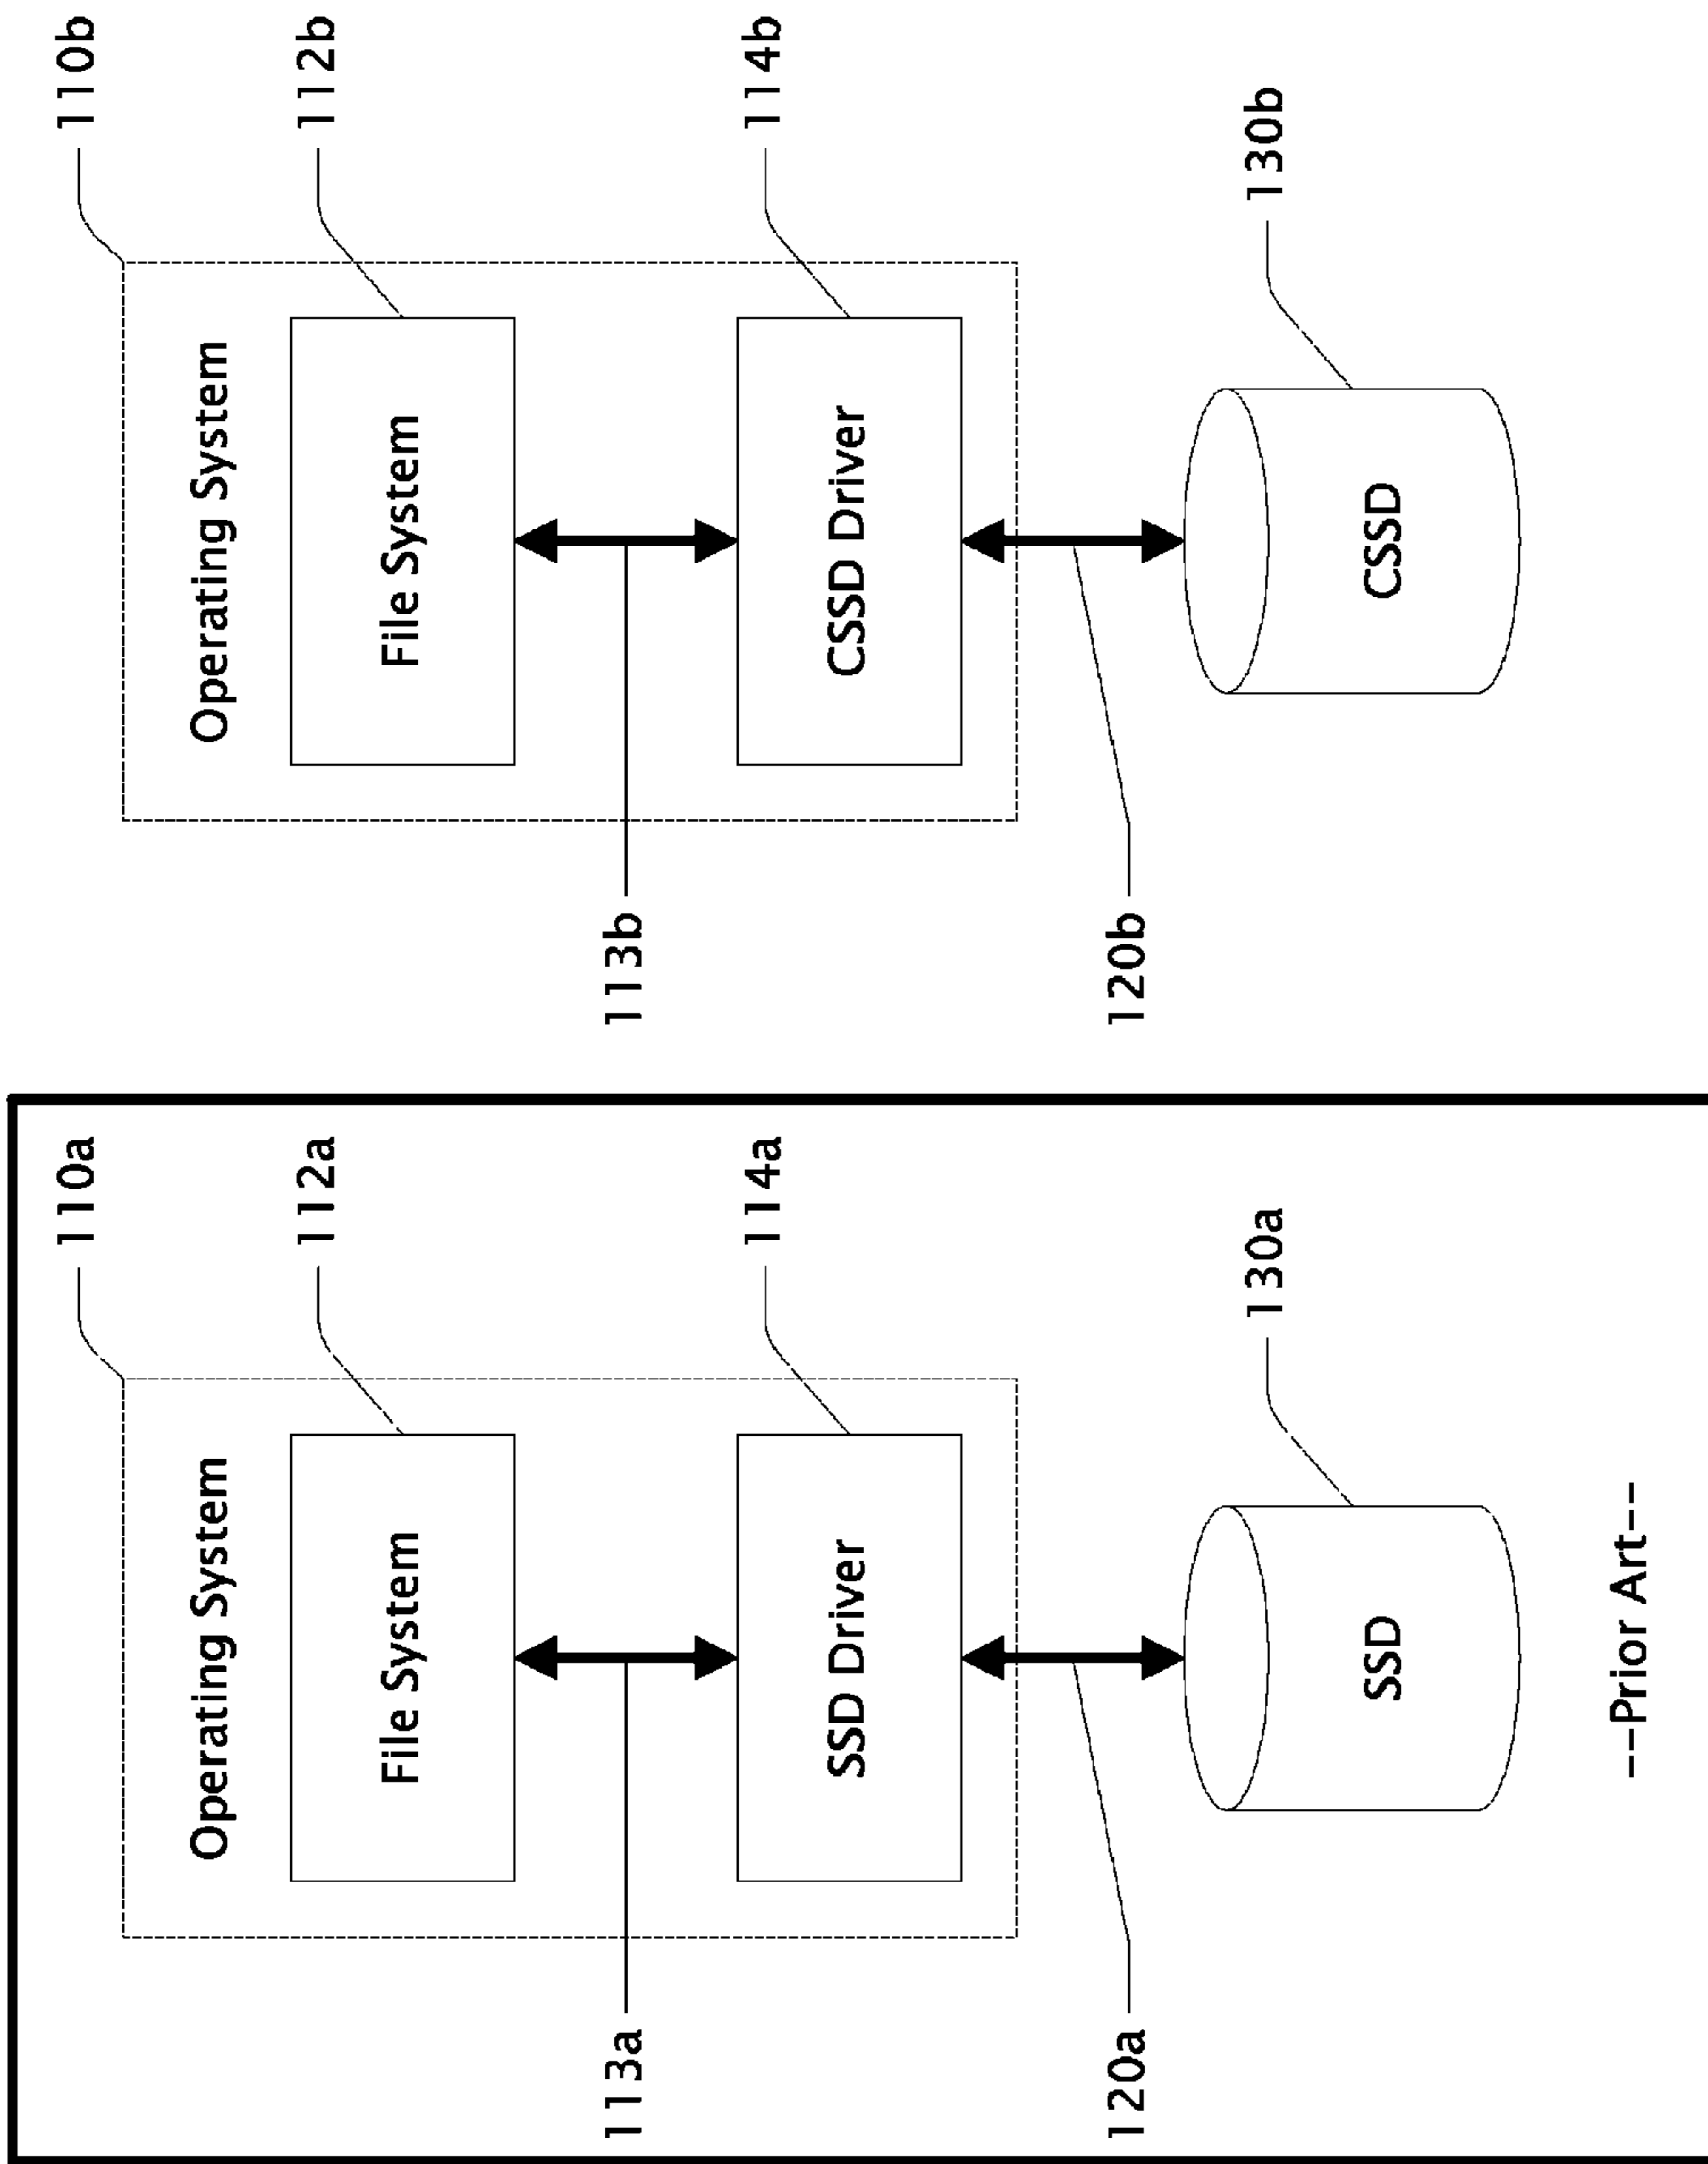 110a
Operating System
112a
File System
113a
114a
SSD Driver
120a
130a
SSD
--Prior Art--
110b
Operating System
112b
File System
113b
114b
CSSD Driver
120b
130b
CSSD